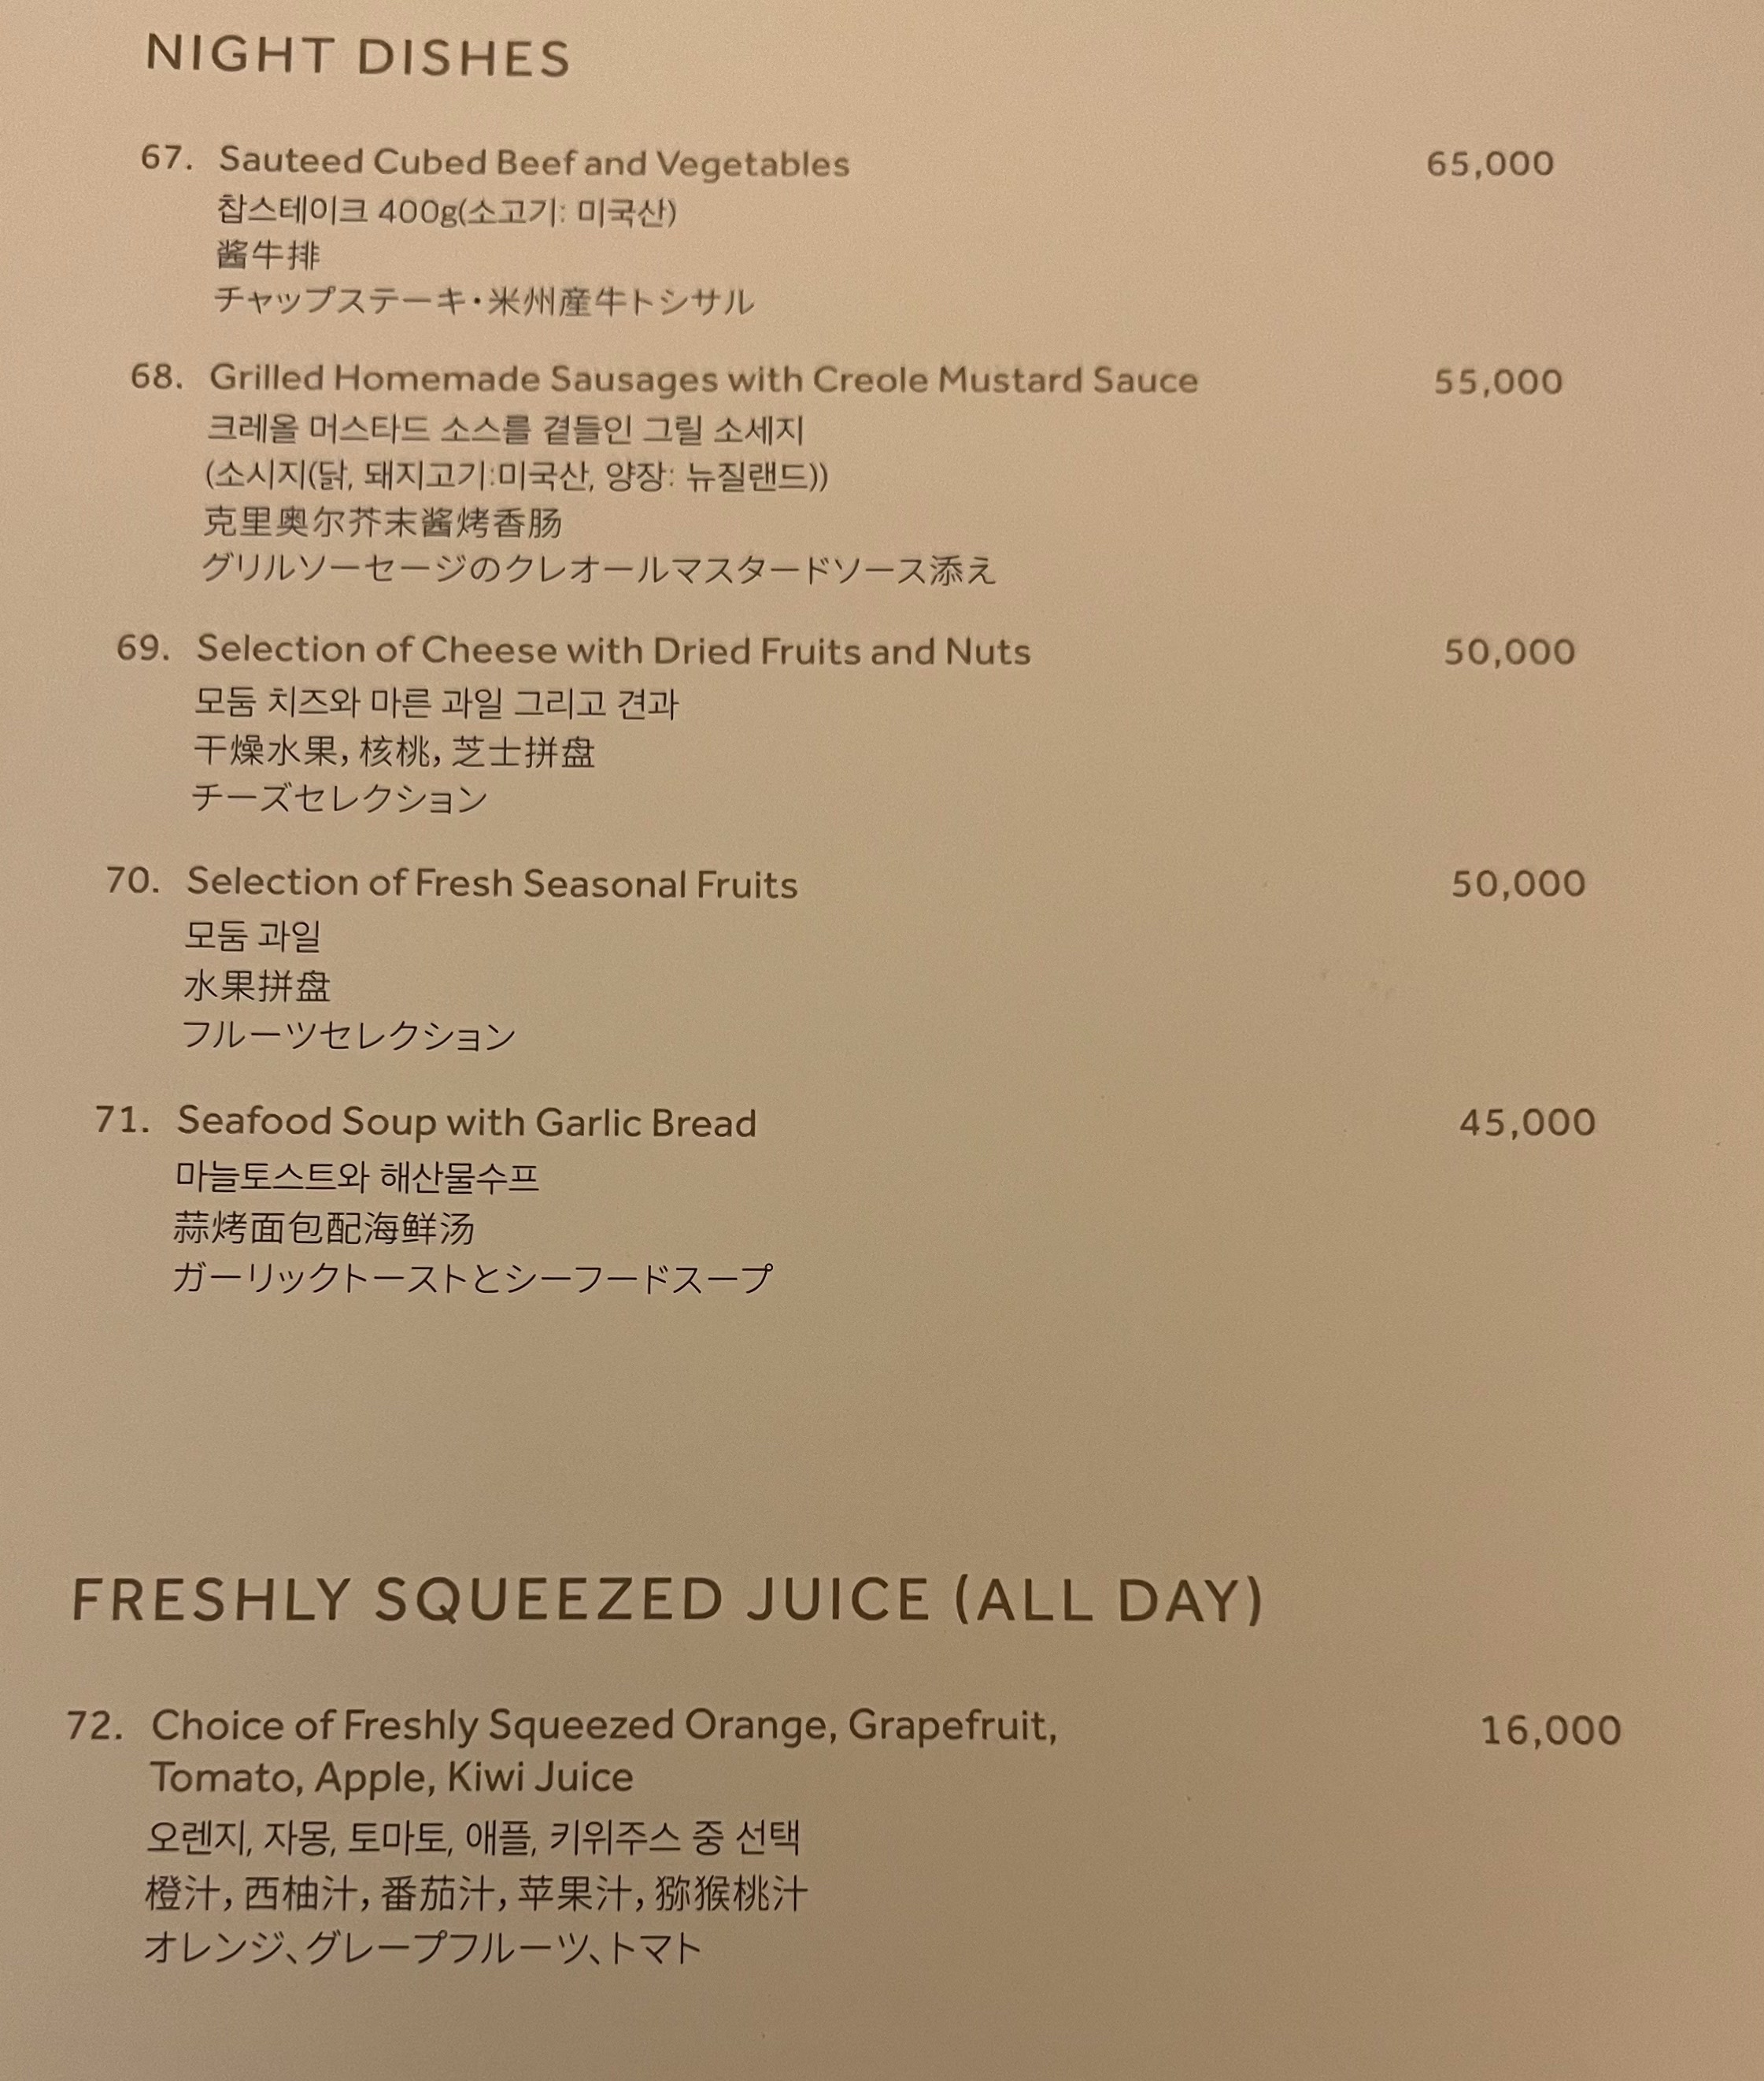 NIGHT DISHES
67. Sauteed Cubed Beef and Vegetables 65,000
찹스테이크 400g(소고기: 미국산)
酱牛排
チャップステーキ・米州産牛トシサル
68. Grilled Homemade Sausages with Creole Mustard Sauce 55,000
크레올 머스타드 소스를 곁들인 그릴 소세지
(소시지(닭, 돼지고기:미국산, 양장: 뉴질랜드))
克里奥尔芥末酱烤香肠
グリルソーセージのクレオールマスタードソース添え
69. Selection of Cheese with Dried Fruits and Nuts 50,000
모둠 치즈와 마른 과일 그리고 견과
干燥水果, 核桃, 芝士拼盘
チーズセレクション
70. Selection of Fresh Seasonal Fruits 50,000
모둠 과일
水果拼盘
フルーツセレクション
71. Seafood Soup with Garlic Bread 45,000
마늘토스트와 해산물수프
蒜烤面包配海鲜汤
ガーリックトーストとシーフードスープ
FRESHLY SQUEEZED JUICE (ALL DAY)
72. Choice of Freshly Squeezed Orange, Grapefruit, 16,000
Tomato, Apple, Kiwi Juice
오렌지, 자몽, 토마토, 애플, 키위주스 중 선택
橙汁, 西柚汁, 番茄汁, 苹果汁, 猕猴桃汁
オレンジ、グレープフルーツ、トマト